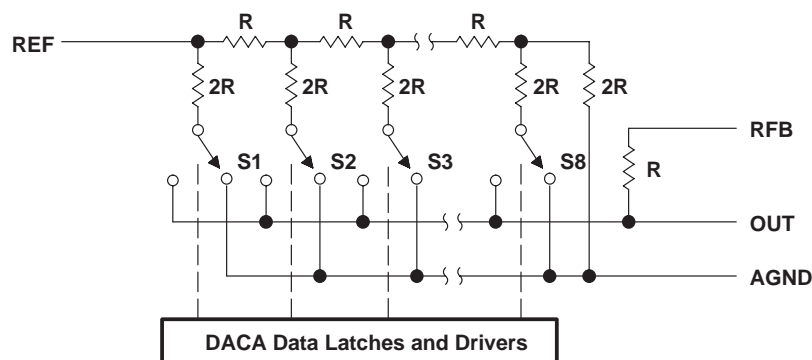 R R R
REF
2R 2R 2R 2R 2R
RFB
S1 S2 S3 S8
R
OUT
AGND
DACA Data Latches and Drivers